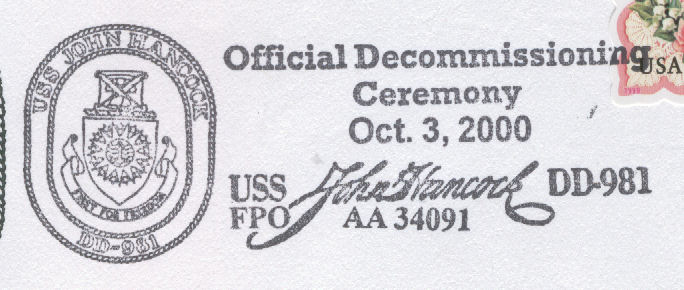 USS JOHN HANCOCK
FIRST FOR FREEDOM
DD-981
Official Decommissioning
Ceremony
Oct. 3, 2000
USS John Hancock DD-981
FPO AA 34091
USA